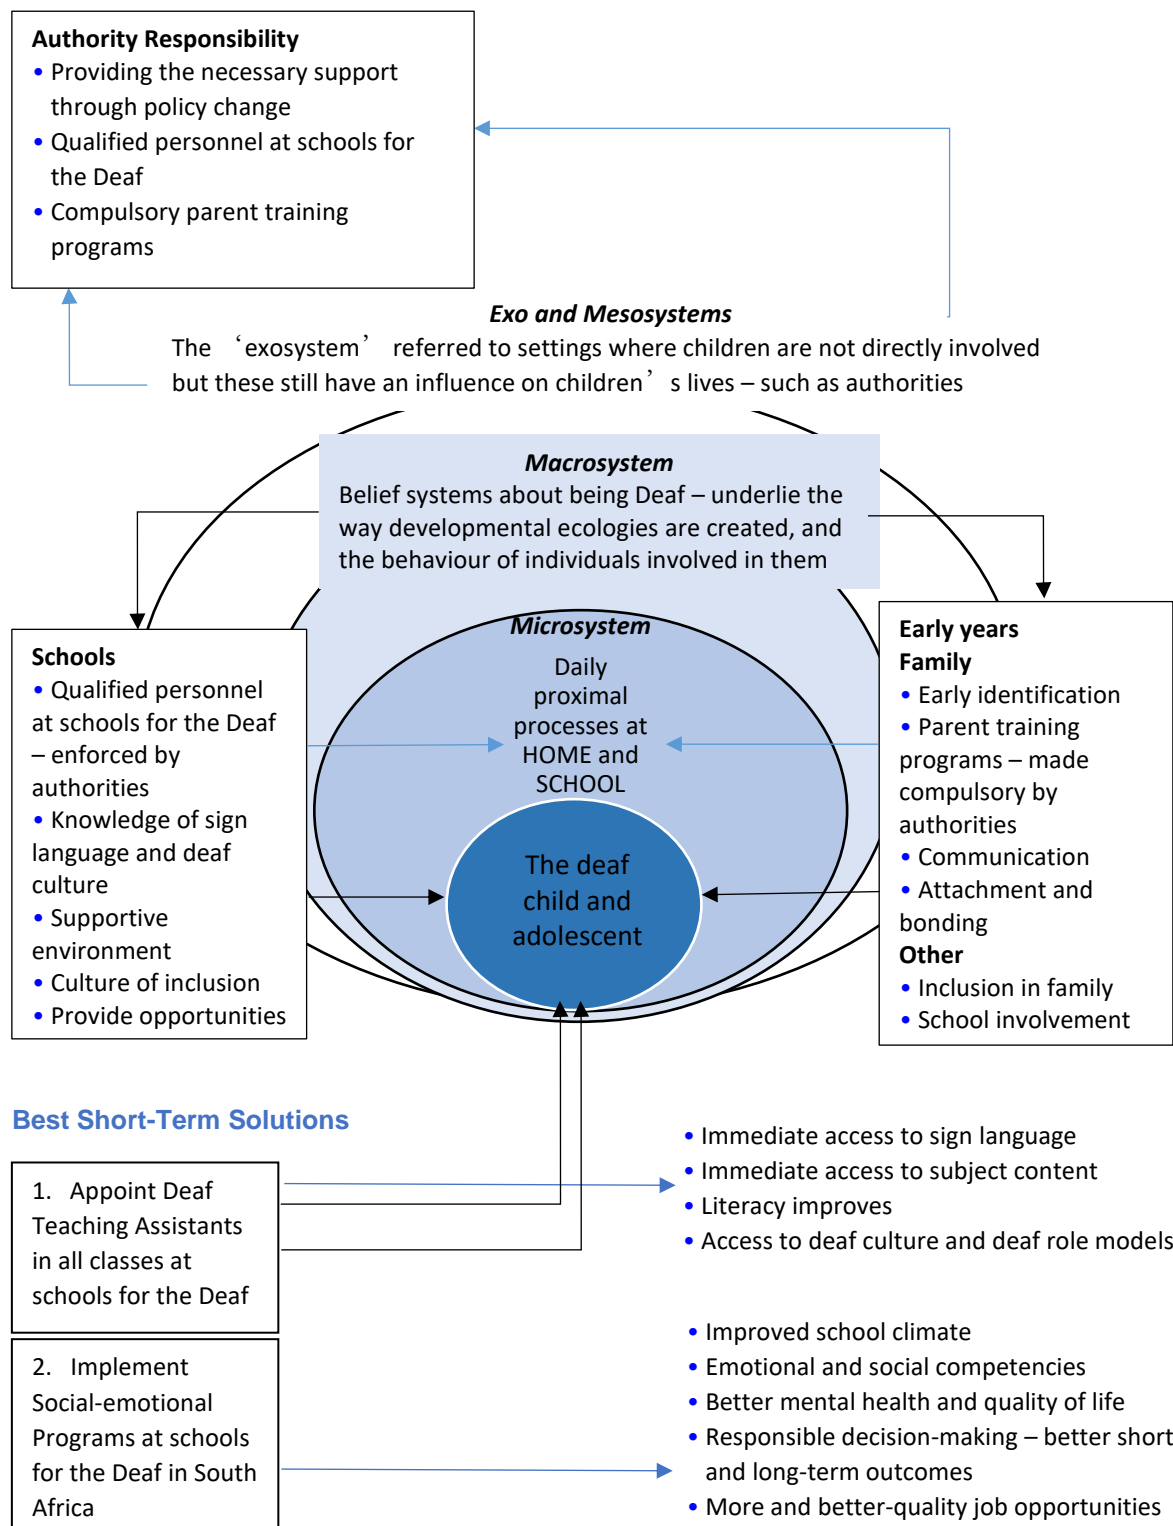 Authority Responsibility
• Providing the necessary support
through policy change
• Qualified personnel at schools for
the Deaf
• Compulsory parent training
programs
Exo and Mesosystems
The ‘exosystem’ referred to settings where children are not directly involved
but these still have an influence on children’s lives – such as authorities
Macrosystem
Belief systems about being Deaf – underlie the
way developmental ecologies are created, and
the behaviour of individuals involved in them
Schools
• Qualified personnel
at schools for the Deaf
– enforced by
authorities
• Knowledge of sign
language and deaf
culture
• Supportive
environment
• Culture of inclusion
• Provide opportunities
Microsystem
Daily
proximal
processes at
HOME and
SCHOOL
The deaf
child and
adolescent
Early years
Family
• Early identification
• Parent training
programs – made
compulsory by
authorities
• Communication
• Attachment and
bonding
Other
• Inclusion in family
• School involvement
Best Short-Term Solutions
1. Appoint Deaf
Teaching Assistants
in all classes at
schools for the Deaf
• Immediate access to sign language
• Immediate access to subject content
• Literacy improves
• Access to deaf culture and deaf role models
2. Implement
Social-emotional
Programs at schools
for the Deaf in South
Africa
• Improved school climate
• Emotional and social competencies
• Better mental health and quality of life
• Responsible decision-making – better short
and long-term outcomes
• More and better-quality job opportunities